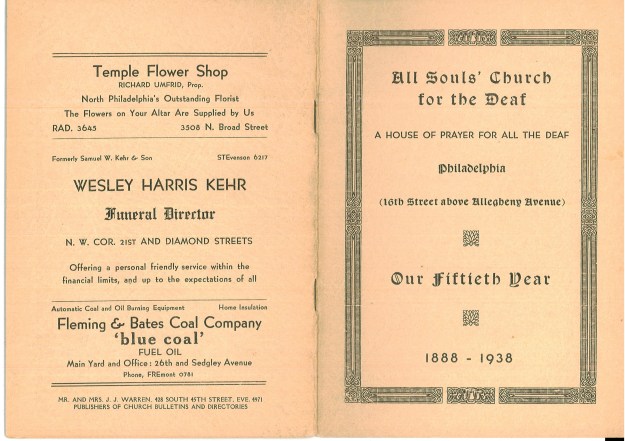 Temple Flower Shop
RICHARD UMFRID, Prop.
North Philadelphia's Outstanding Florist
The Flowers on Your Altar Are Supplied by Us
RAD. 3645 3508 N. Broad Street
Formerly Samuel W. Kehr & Son STEvenson 6217
WESLEY HARRIS KEHR
Funeral Director
N. W. COR. 21ST AND DIAMOND STREETS
Offering a personal friendly service within the
financial limits, and up to the expectations of all
Automatic Coal and Oil Burning Equipment Home Insulation
Fleming & Bates Coal Company
'blue coal'
FUEL OIL
Main Yard and Office : 26th and Sedgley Avenue
Phone, FREmont 0781
MR. AND MRS. J. J. WARREN, 428 SOUTH 45TH STREET, EVE. 4971
PUBLISHERS OF CHURCH BULLETINS AND DIRECTORIES
All Souls' Church
for the Deaf
A HOUSE OF PRAYER FOR ALL THE DEAF
Philadelphia
(16th Street above Allegheny Avenue)
Our Fiftieth Year
1888 - 1938